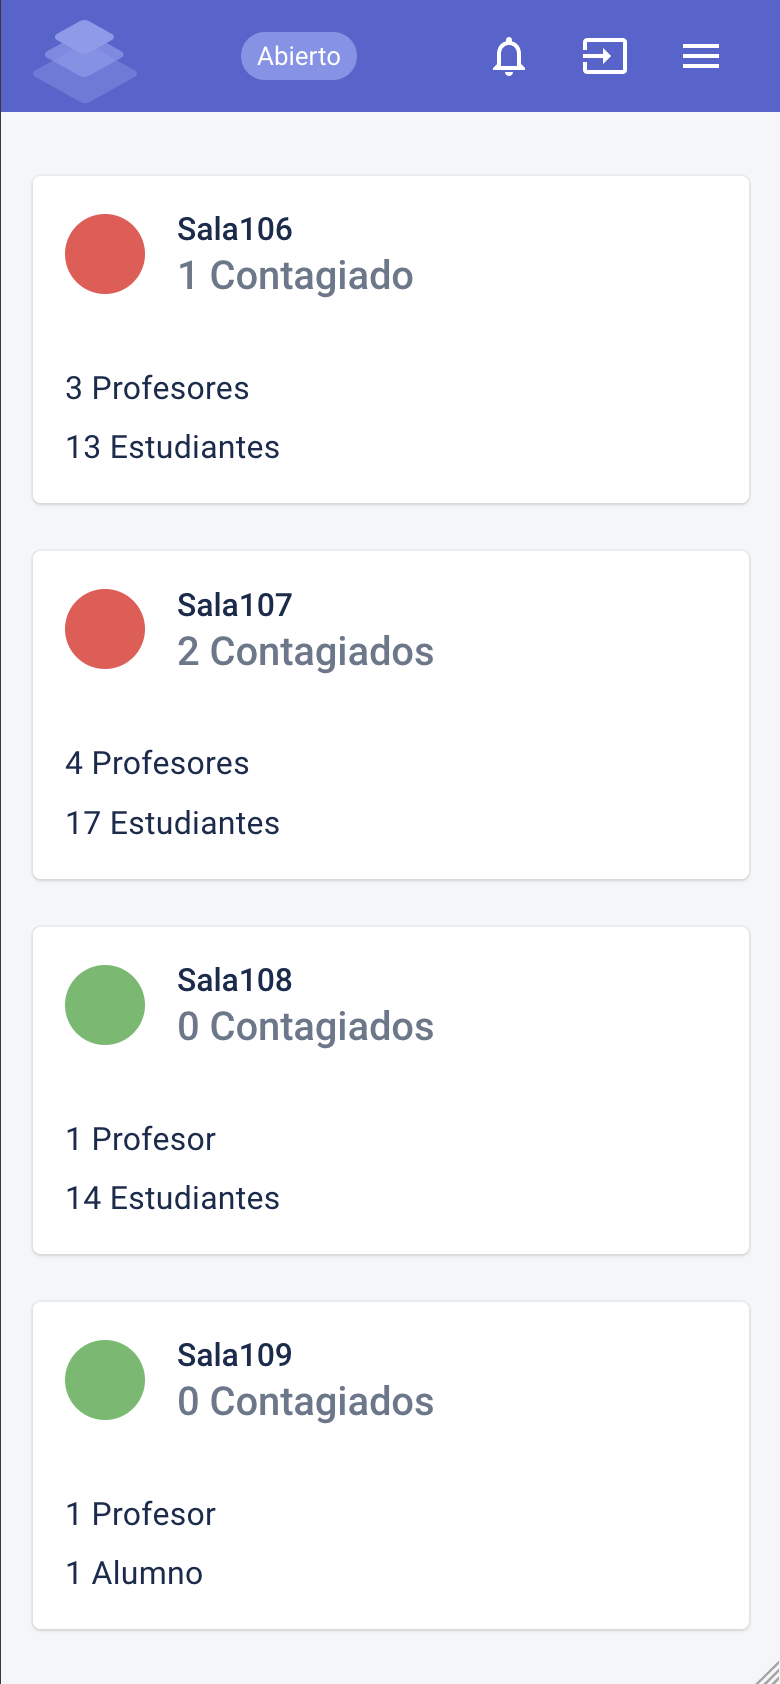 Abierto
Sala106
1 Contagiado
3 Profesores
13 Estudiantes
Sala107
2 Contagiados
4 Profesores
17 Estudiantes
Sala108
0 Contagiados
1 Profesor
14 Estudiantes
Sala109
0 Contagiados
1 Profesor
1 Alumno